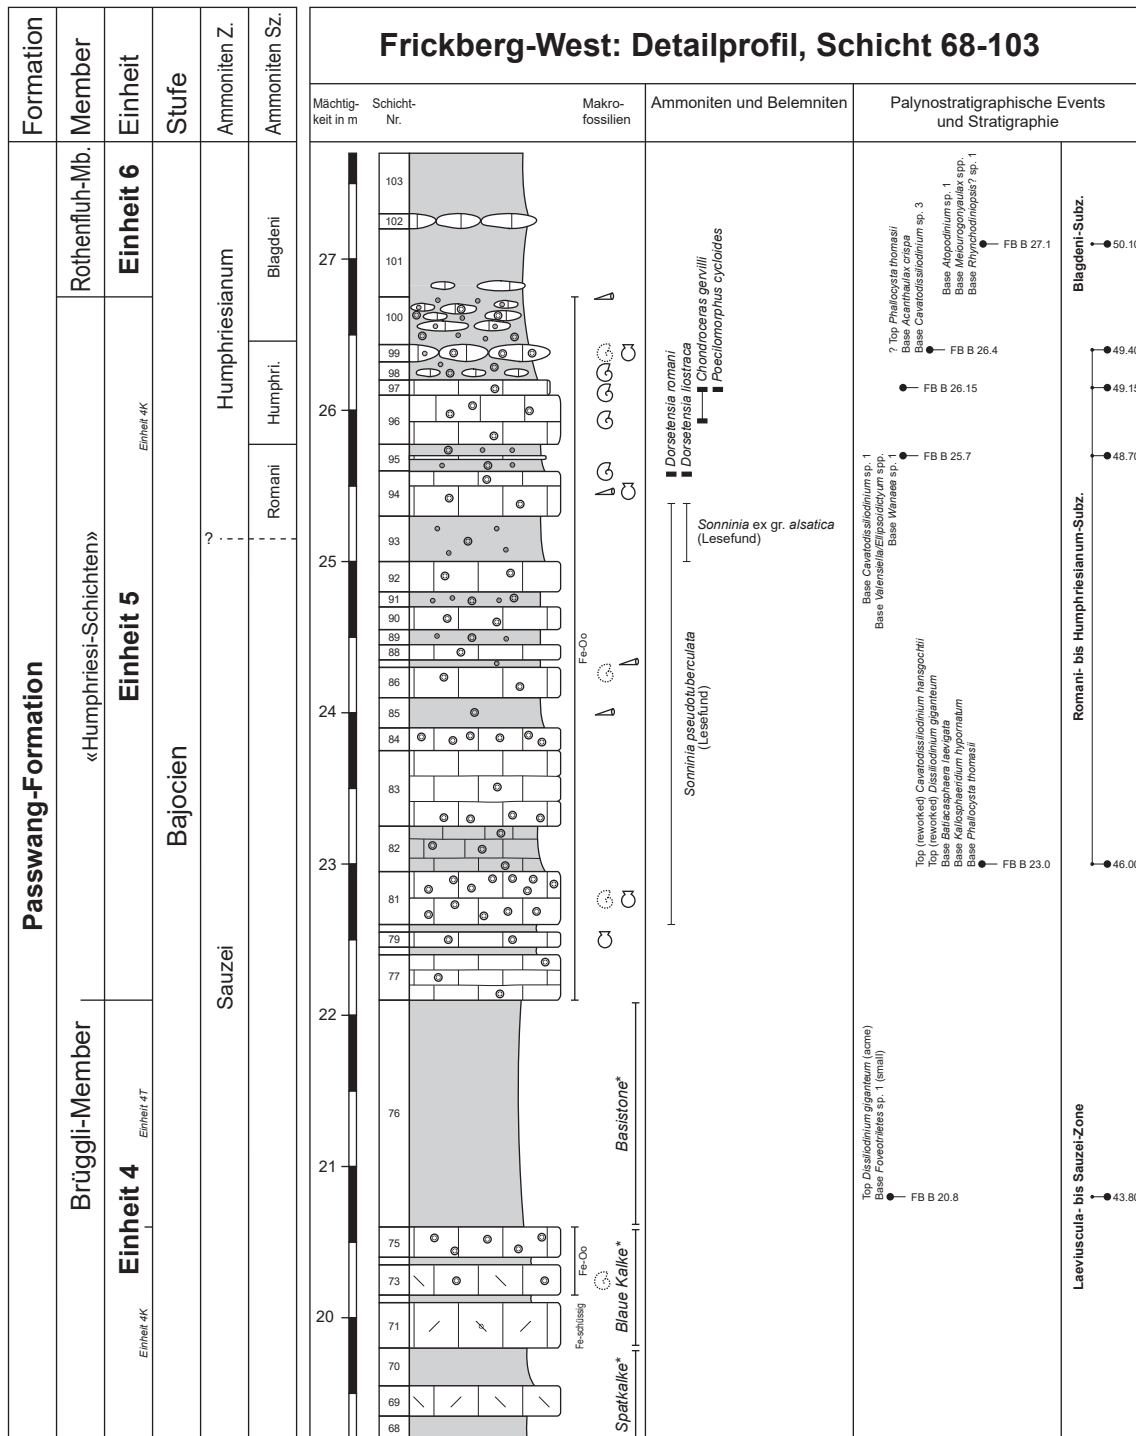 Frickberg-West: Detailprofil, Schicht 68-103
Formation
Member
Einheit
Stufe
Ammoniten Z.
Ammoniten Sz.
Mächtig-
keit in m
Schicht-
Nr.
Makro-
fossilien
Ammoniten und Belemniten
Palynostratigraphische Events
und Stratigraphie
Passwang-Formation
Rothenfluh-Mb.
«Humphriesi-Schichten»
Brüggli-Member
Einheit 6
Einheit 4K
Einheit 5
Einheit 4T
Einheit 4
Einheit 4K
Bajocien
Humphriesianum
?
Sauzei
Blagdeni
Humphri.
Romani
27
26
25
24
23
22
21
20
103
102
101
100
99
98
97
96
95
94
93
92
91
90
89
88
86
85
84
83
82
81
79
77
76
75
73
71
70
69
68
Fe-Oo
Fe-Oo
Fe-schüssig
Basistone*
Blaue Kalke*
Spatkalke*
Dorsetensia romani
Dorsetensia liostraca
Chondroceras gervilli
Poecilomorphus cycloides
Sonninia ex gr. alsatica
(Lesefund)
Sonninia pseudotuberculata
(Lesefund)
Base Atopodinium sp. 1
Base Meiourogonyaulax spp.
Base Rhynchodiniopsis? sp. 1
FB B 27.1
? Top Phallocysta thomasii
Base Acanthaulax crispa
Base Cavatodissiliodinium sp. 3
FB B 26.4
FB B 26.15
FB B 25.7
Base Cavatodissiliodinium sp. 1
Base Valensiella/Ellipsoidictyum spp.
Base Wanaea sp. 1
Top (reworked) Cavatodissiliodinium hansgochtii
Top (reworked) Dissiliodinium giganteum
Base Batiacasphaera laevigata
Base Kallosphaeridium hypornatum
Base Phallocysta thomasii
FB B 23.0
Top Dissiliodinium giganteum (acme)
Base Foveotriletes sp. 1 (small)
FB B 20.8
Blagdeni-Subz.
Romani- bis Humphriesianum-Subz.
Laeviuscula- bis Sauzei-Zone
50.10
49.40
49.15
48.70
46.00
43.80